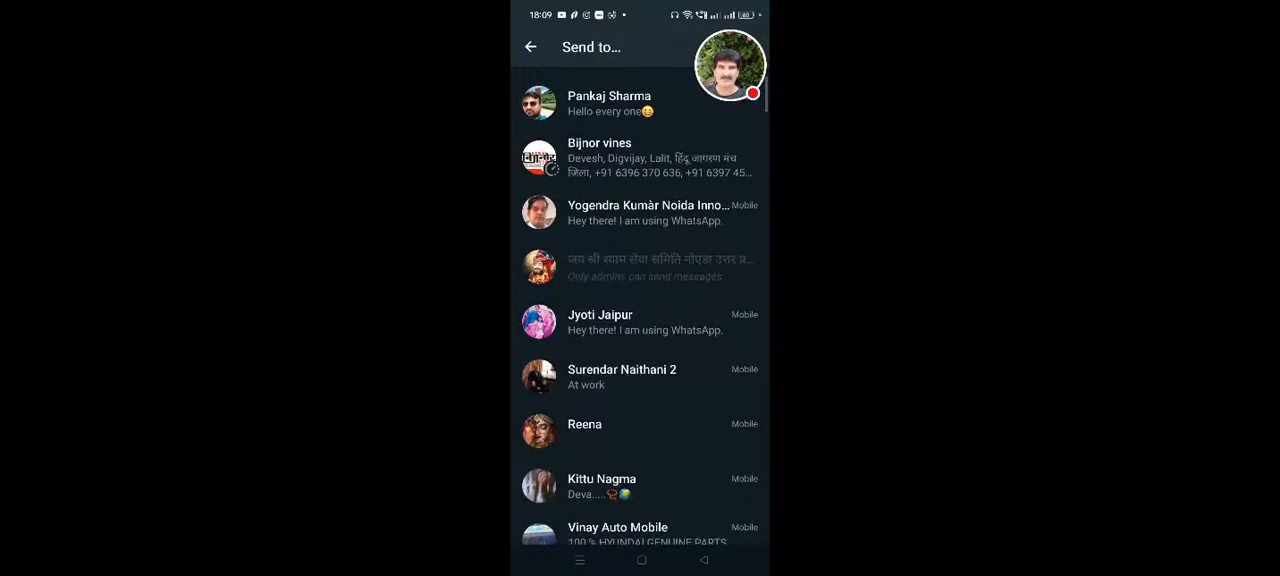 18:09
Send to...
Pankaj Sharma
Hello every one😆
Bijnor vines
Devesh, Digvijay, Lalit, हिंदू जागरण मंच
जिला, +91 6396 370 636, +91 6397 45...
Yogendra Kumàr Noida Inno... Mobile
Hey there! I am using WhatsApp.
जय श्री श्याम सेवा समिति नोएडा उत्तर प्र...
Only admins can send messages
Jyoti Jaipur Mobile
Hey there! I am using WhatsApp.
Surendar Naithani 2 Mobile
At work
Reena Mobile
Kittu Nagma Mobile
Deva.....📿🌍
Vinay Auto Mobile Mobile
100 % HYUNDAI GENUINE PARTS